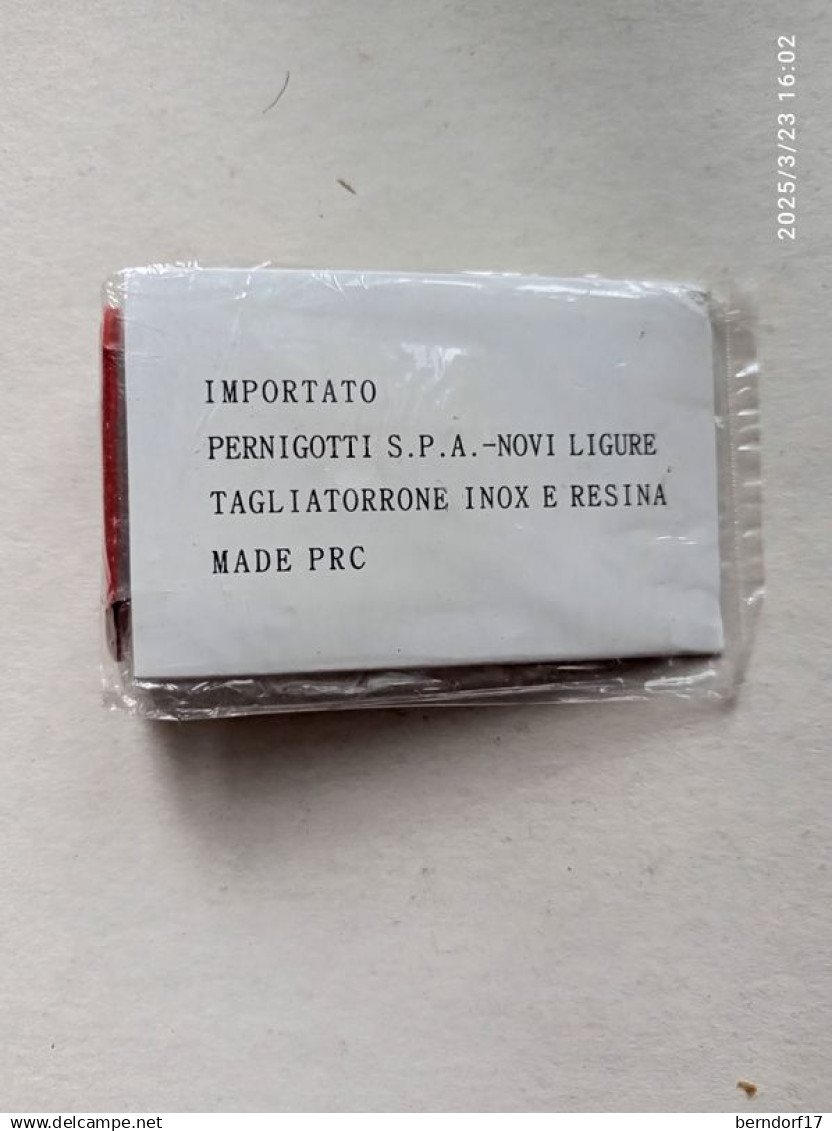 2025/3/23 16:02
IMPORTATO
PERNIGOTTI S.P.A.-NOVI LIGURE
TAGLIATORRONE INOX E RESINA
MADE PRC
www.delcampe.net
berndorf17